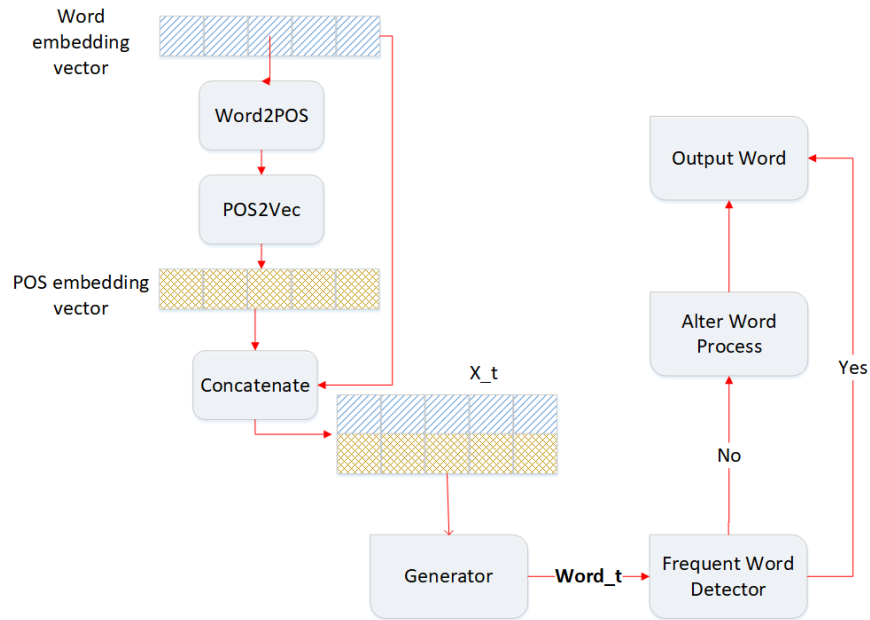 Word
embedding
vector
Word2POS
POS2Vec
POS embedding
vector
Concatenate
X_t
Generator
Word_t
Frequent Word
Detector
No
Yes
Alter Word
Process
Output Word